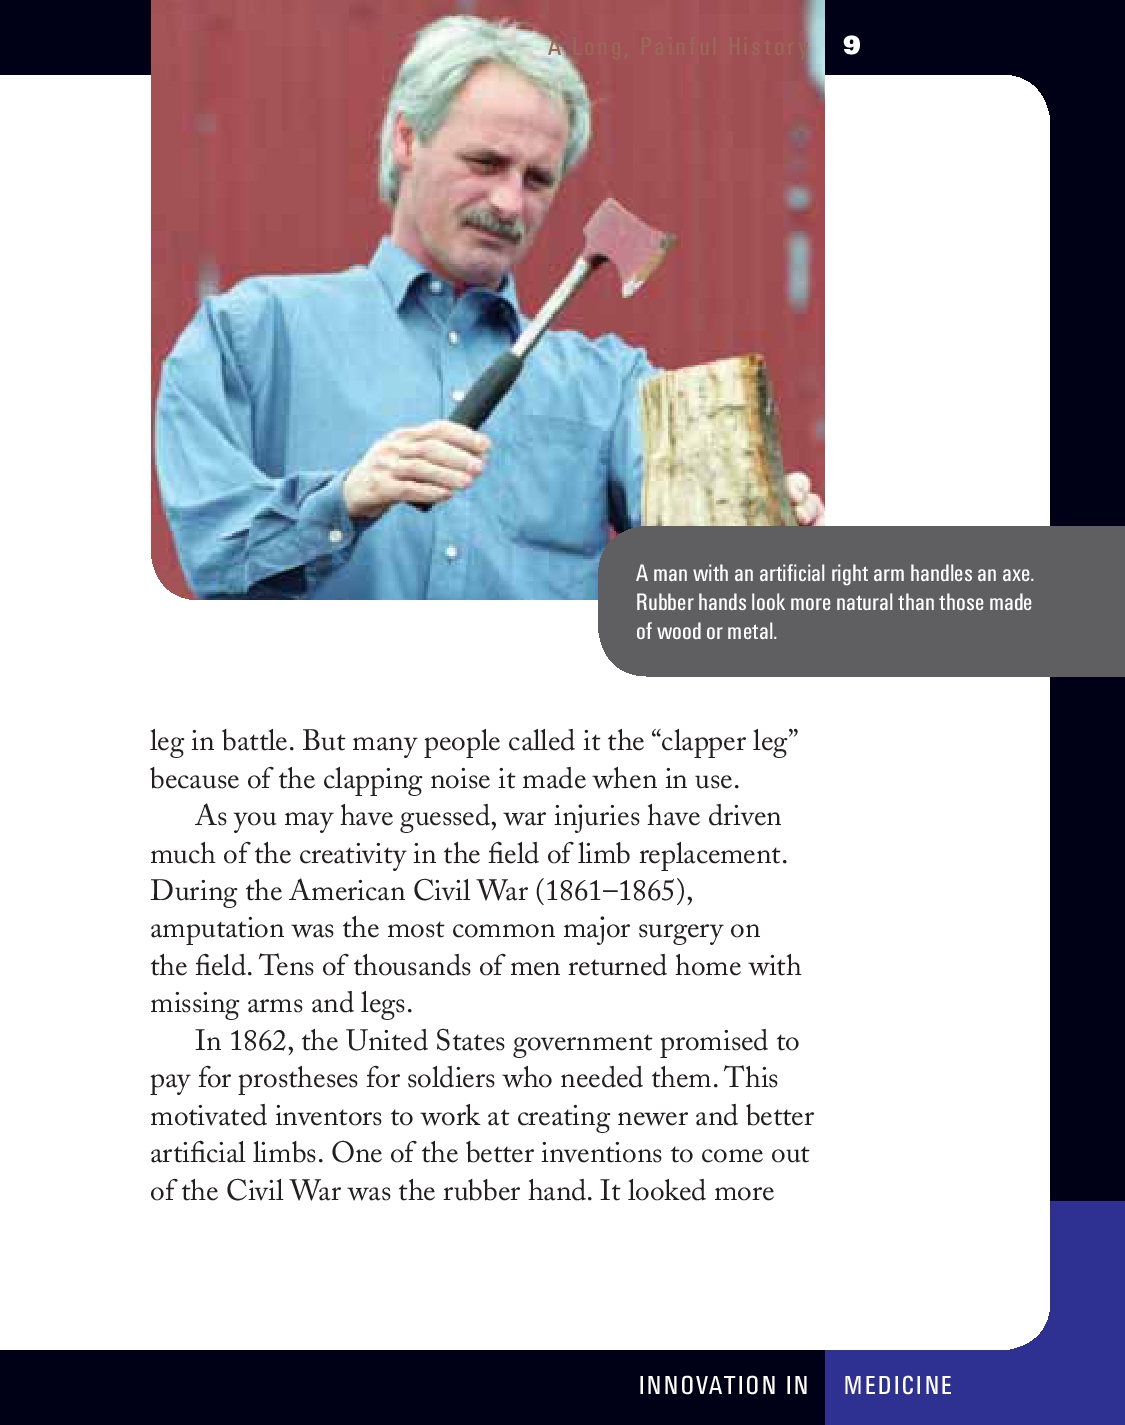 A Long, Painful History 9
A man with an artificial right arm handles an axe.
Rubber hands look more natural than those made
of wood or metal.
leg in battle. But many people called it the “clapper leg”
because of the clapping noise it made when in use.
As you may have guessed, war injuries have driven
much of the creativity in the field of limb replacement.
During the American Civil War (1861–1865),
amputation was the most common major surgery on
the field. Tens of thousands of men returned home with
missing arms and legs.
In 1862, the United States government promised to
pay for prostheses for soldiers who needed them. This
motivated inventors to work at creating newer and better
artificial limbs. One of the better inventions to come out
of the Civil War was the rubber hand. It looked more
INNOVATION IN MEDICINE